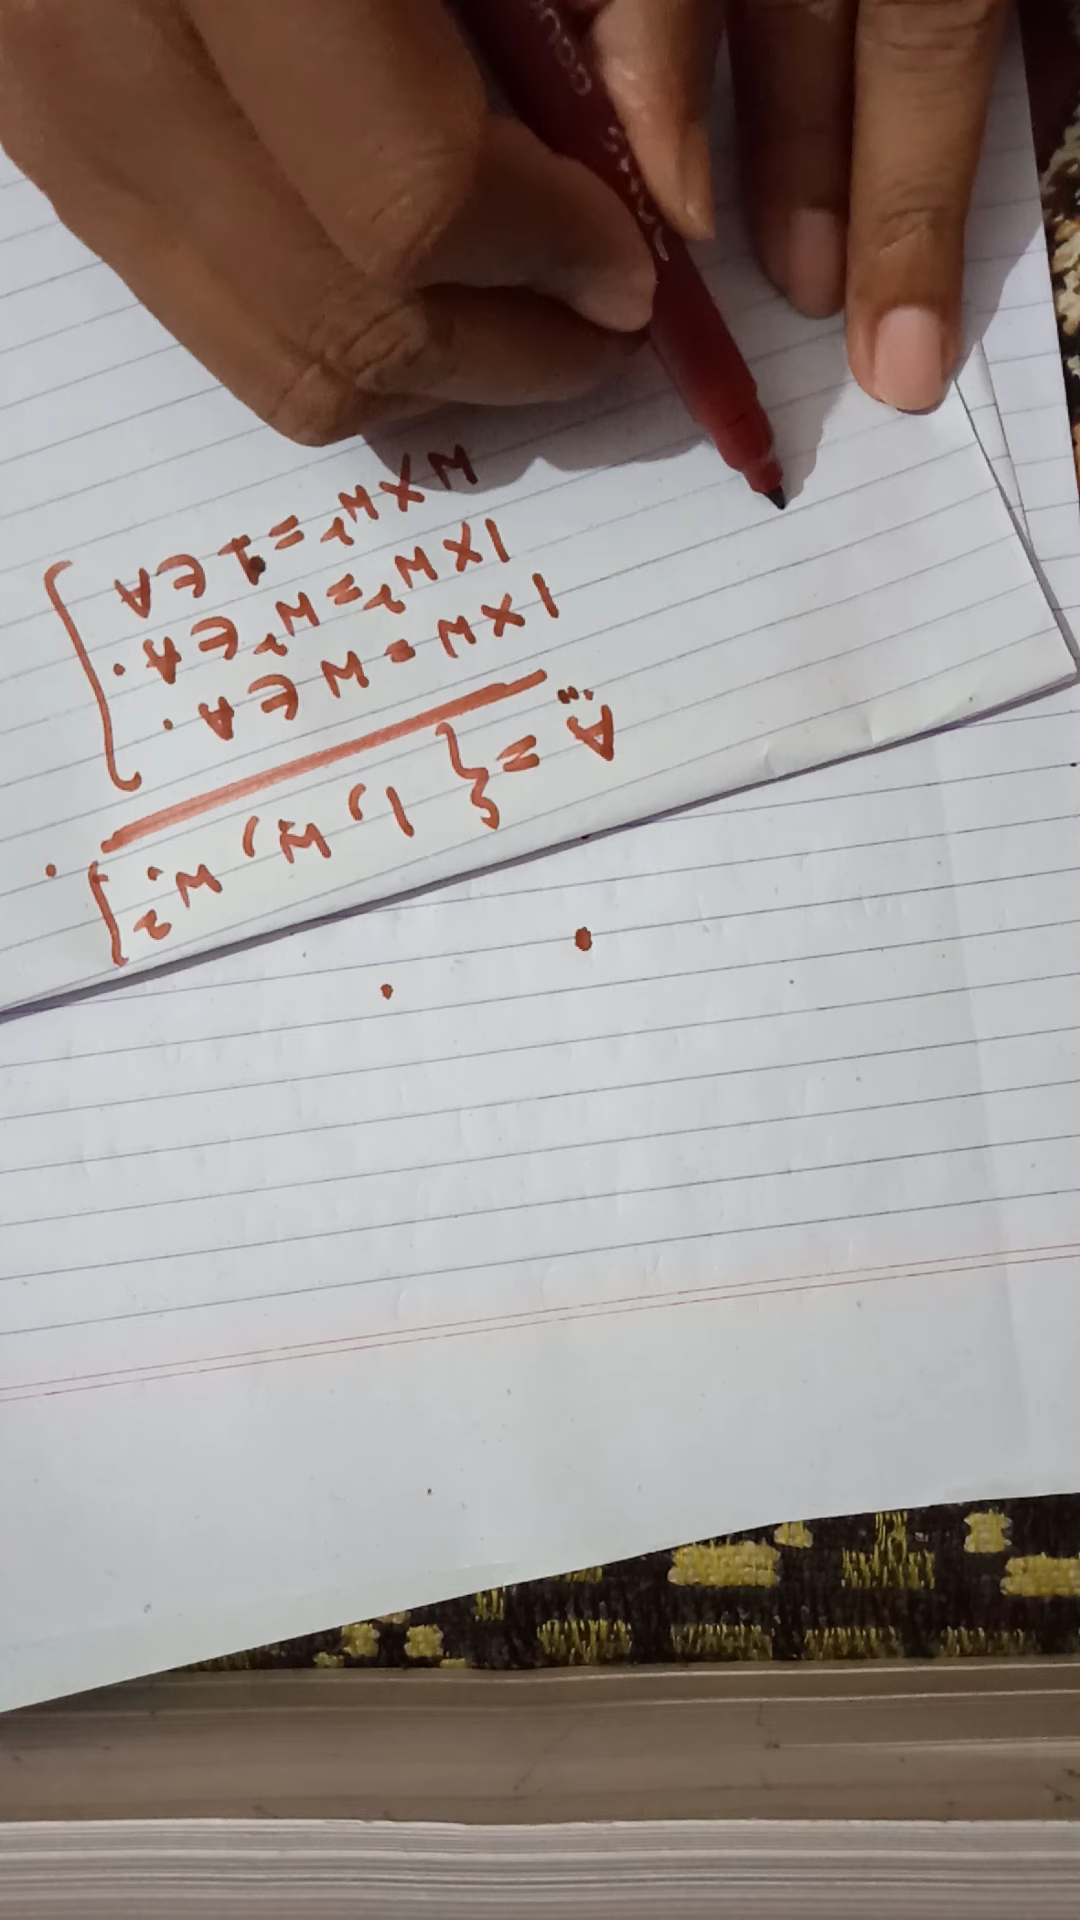 A = {1, w, w²}
1×w = w ∈ A.
1×w² = w² ∈ A.
w×w² = 1 ∈ A }